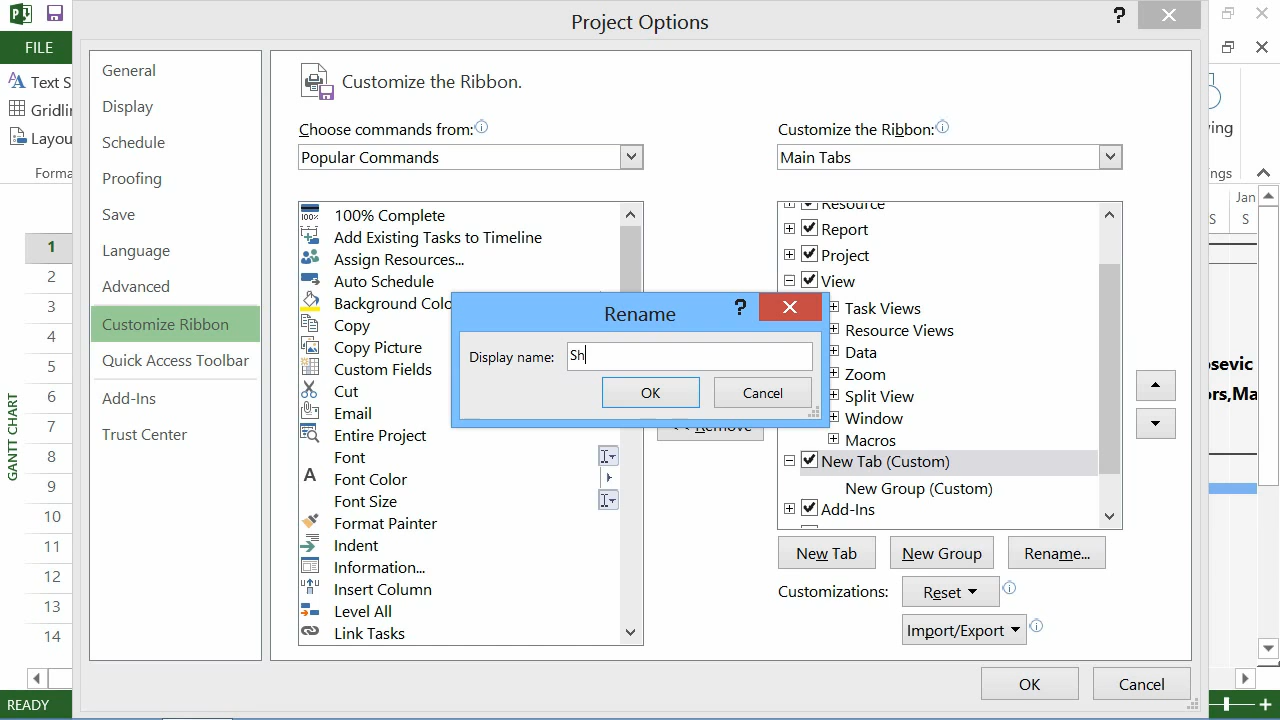 Project Options
FILE
Text S
Gridli
Layou
Forma
General
Display
Schedule
Proofing
Save
Language
Advanced
Customize Ribbon
Quick Access Toolbar
Add-Ins
Trust Center
Customize the Ribbon.
Choose commands from:
Popular Commands
100% Complete
Add Existing Tasks to Timeline
Assign Resources...
Auto Schedule
Background Colo
Copy
Copy Picture
Custom Fields
Cut
Email
Entire Project
Font
Font Color
Font Size
Format Painter
Indent
Information...
Insert Column
Level All
Link Tasks
Rename
Display name:
Sh
OK
Cancel
Remove
Customize the Ribbon:
Main Tabs
Resource
Report
Project
View
Task Views
Resource Views
Data
Zoom
Split View
Window
Macros
New Tab (Custom)
New Group (Custom)
Add-Ins
New Tab
New Group
Rename...
Customizations:
Reset
Import/Export
OK
Cancel
ving
ngs
Jan
S
S
1
2
3
4
5
6
7
8
9
10
11
12
13
14
GANTT CHART
sevic
ors,Ma
READY